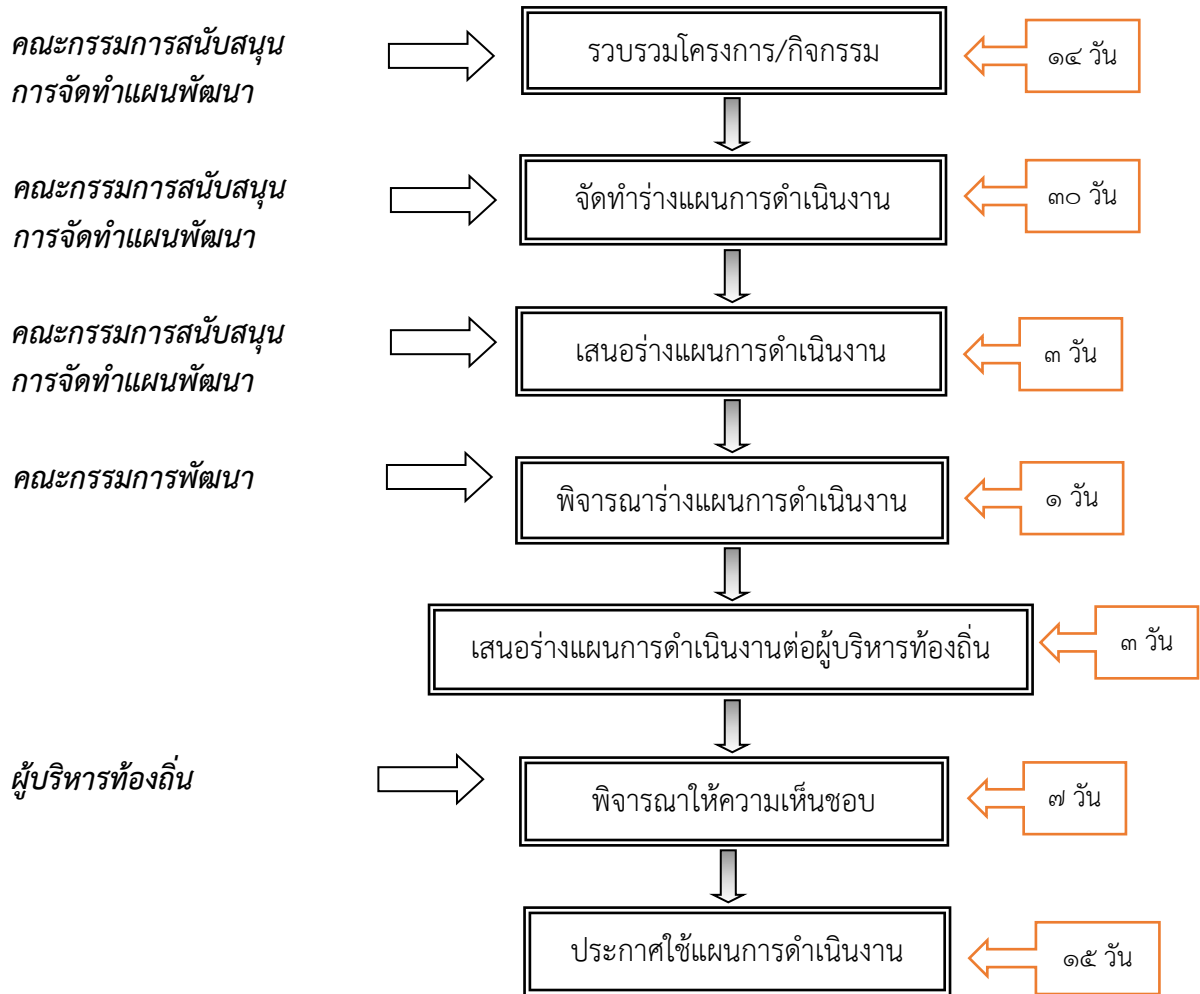 คณะกรรมการสนับสนุน
การจัดทำแผนพัฒนา
รวบรวมโครงการ/กิจกรรม
๑๔ วัน
คณะกรรมการสนับสนุน
การจัดทำแผนพัฒนา
จัดทำร่างแผนการดำเนินงาน
๓๐ วัน
คณะกรรมการสนับสนุน
การจัดทำแผนพัฒนา
เสนอร่างแผนการดำเนินงาน
๓ วัน
คณะกรรมการพัฒนา
พิจารณาร่างแผนการดำเนินงาน
๑ วัน
เสนอร่างแผนการดำเนินงานต่อผู้บริหารท้องถิ่น
๓ วัน
ผู้บริหารท้องถิ่น
พิจารณาให้ความเห็นชอบ
๗ วัน
ประกาศใช้แผนการดำเนินงาน
๑๕ วัน